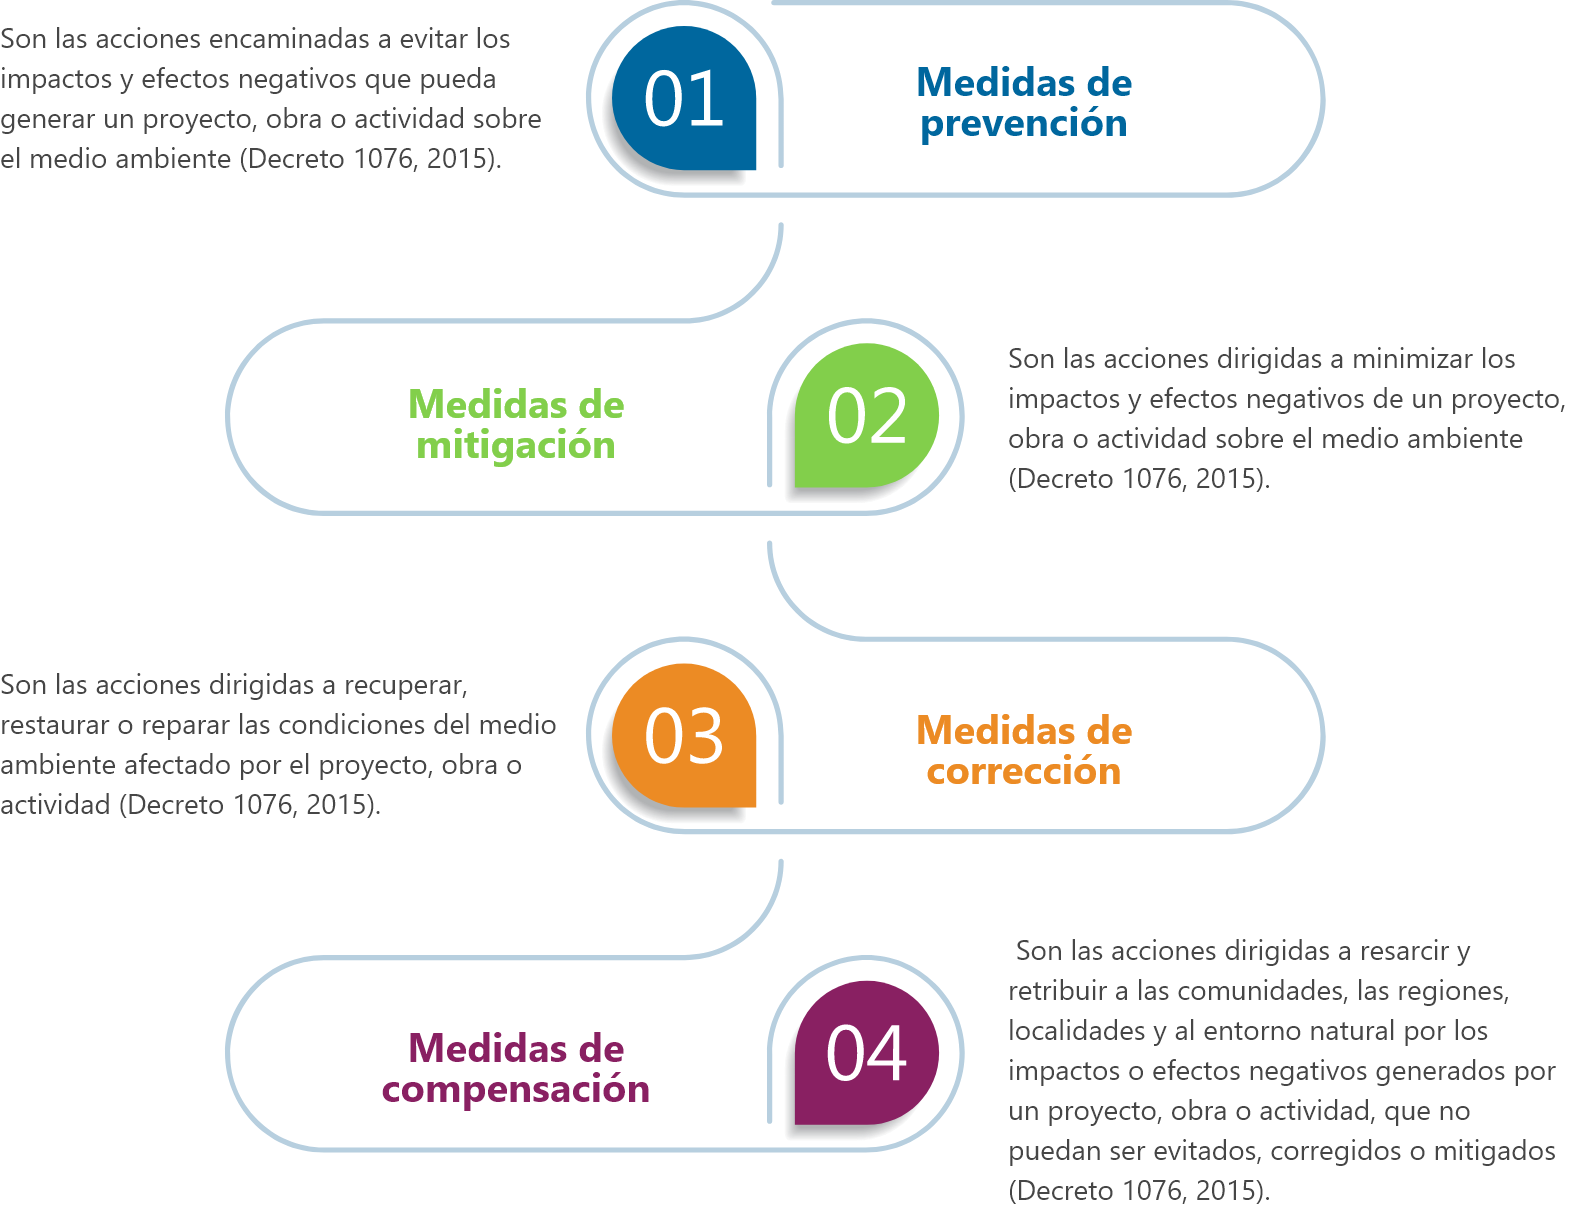 Son las acciones encaminadas a evitar los
impactos y efectos negativos que pueda
generar un proyecto, obra o actividad sobre
el medio ambiente (Decreto 1076, 2015).
01
Medidas de
prevención
Medidas de
mitigación
02
Son las acciones dirigidas a minimizar los
impactos y efectos negativos de un proyecto,
obra o actividad sobre el medio ambiente
(Decreto 1076, 2015).
Son las acciones dirigidas a recuperar,
restaurar o reparar las condiciones del medio
ambiente afectado por el proyecto, obra o
actividad (Decreto 1076, 2015).
03
Medidas de
corrección
Medidas de
compensación
04
Son las acciones dirigidas a resarcir y
retribuir a las comunidades, las regiones,
localidades y al entorno natural por los
impactos o efectos negativos generados por
un proyecto, obra o actividad, que no
puedan ser evitados, corregidos o mitigados
(Decreto 1076, 2015).